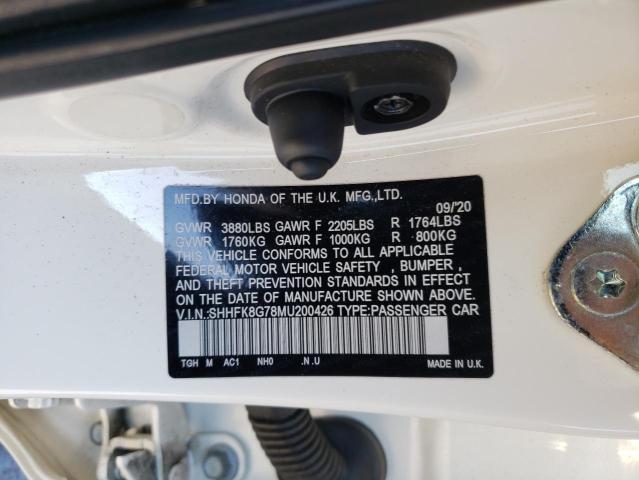 MFD.BY HONDA OF THE U.K. MFG.,LTD.
09/'20
GVWR 3880LBS GAWR F 2205LBS R 1764LBS
GVWR 1760KG GAWR F 1000KG R 800KG
THIS VEHICLE CONFORMS TO ALL APPLICABLE
FEDERAL MOTOR VEHICLE SAFETY , BUMPER ,
AND THEFT PREVENTION STANDARDS IN EFFECT
ON THE DATE OF MANUFACTURE SHOWN ABOVE.
V.I.N.:SHHFK8G78MU200426 TYPE:PASSENGER CAR
TGH M AC1 NH0 .N .U MADE IN U.K.